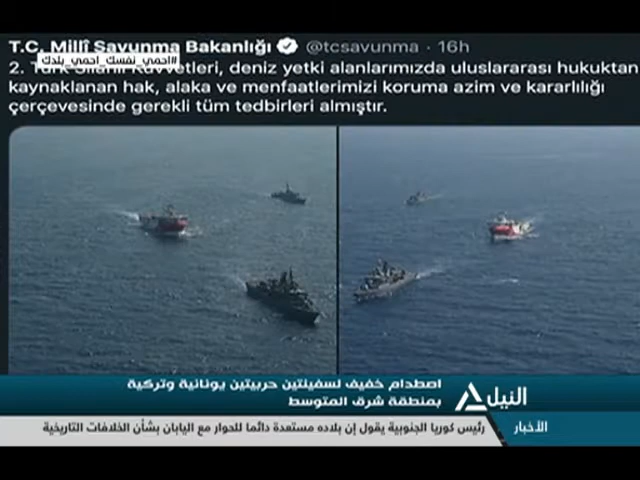 T.C. Millî Savunma Bakanlığı @tcsavunma · 16h
#احمي_نفسك_احمي_بلدك
2. Türk Silahlı Kuvvetleri, deniz yetki alanlarımızda uluslararası hukuktan
kaynaklanan hak, alaka ve menfaatlerimizi koruma azim ve kararlılığı
çerçevesinde gerekli tüm tedbirleri almıştır.
اصطدام خفيف لسفينتين حربيتين يونانية وتركية
بمنطقة شرق المتوسط
النيل
الأخبار
رئيس كوريا الجنوبية يقول إن بلاده مستعدة دائما للحوار مع اليابان بشأن الخلافات التاريخية